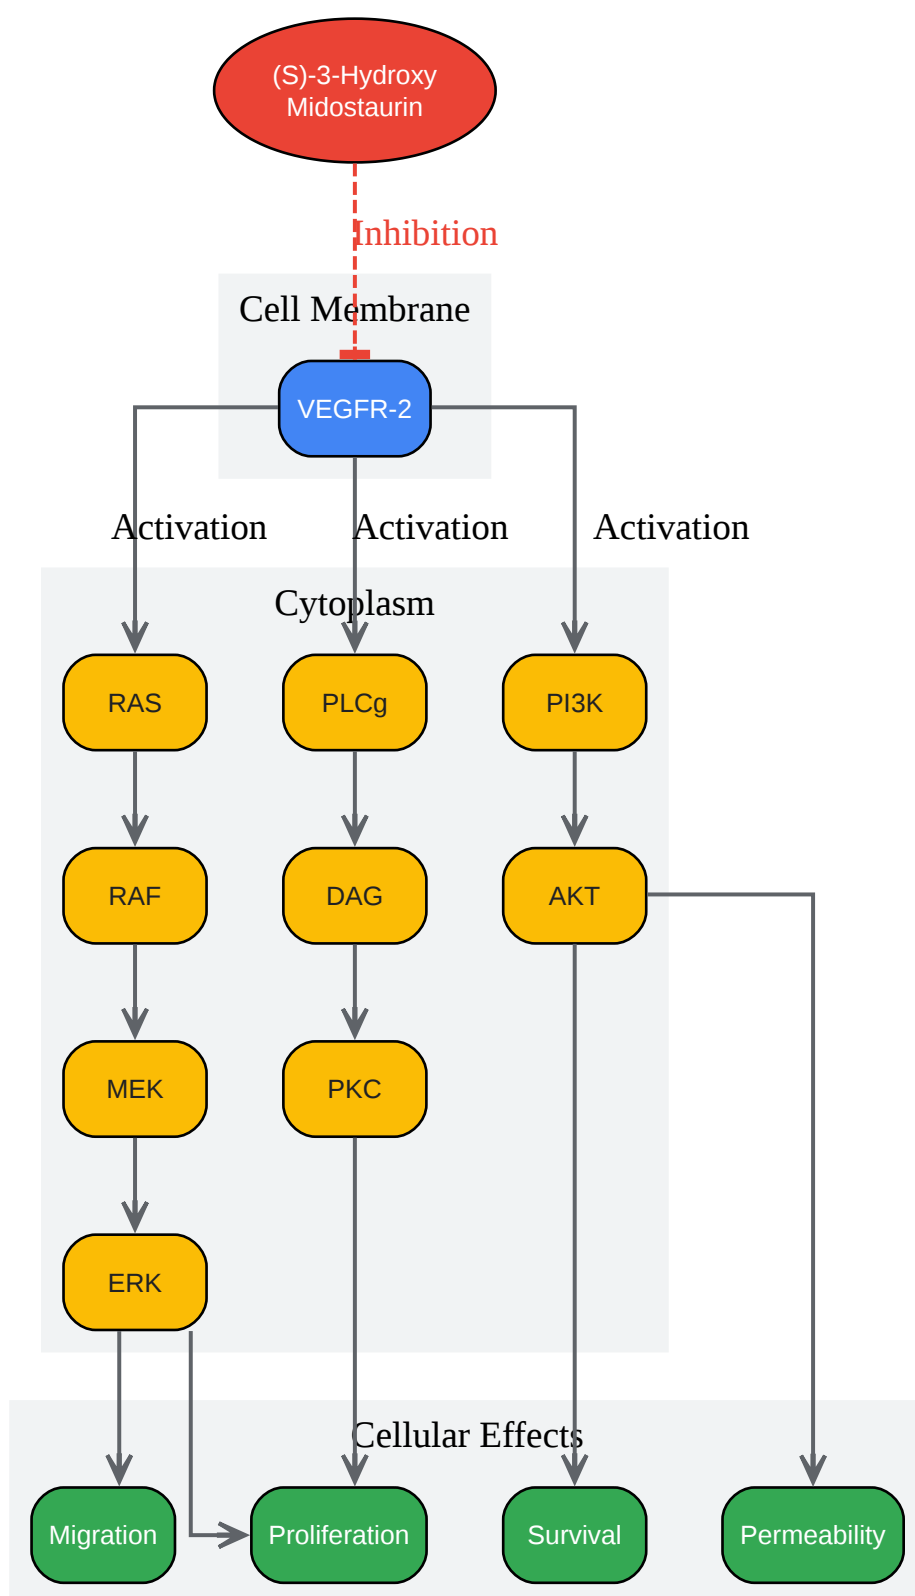 (S)-3-Hydroxy
Midostaurin
Inhibition
Cell Membrane
VEGFR-2
Activation
Activation
Activation
Cytoplasm
RAS
PLCg
PI3K
RAF
DAG
AKT
MEK
PKC
ERK
Cellular Effects
Migration
Proliferation
Survival
Permeability